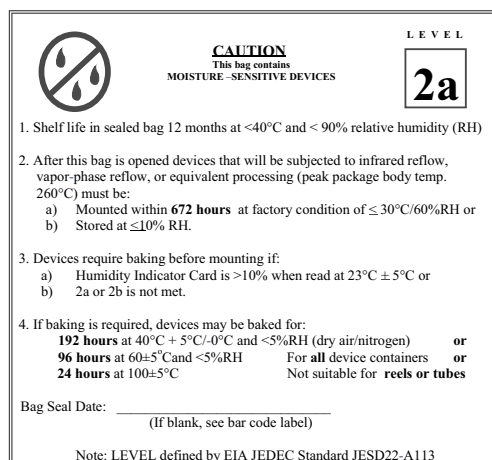 LEVEL
CAUTION
This bag contains
MOISTURE –SENSITIVE DEVICES
2a
1. Shelf life in sealed bag 12 months at <40°C and < 90% relative humidity (RH)
2. After this bag is opened devices that will be subjected to infrared reflow,
vapor-phase reflow, or equivalent processing (peak package body temp.
260°C) must be:
a) Mounted within 672 hours at factory condition of ≤ 30°C/60%RH or
b) Stored at ≤10% RH.
3. Devices require baking before mounting if:
a) Humidity Indicator Card is >10% when read at 23°C ± 5°C or
b) 2a or 2b is not met.
4. If baking is required, devices may be baked for:
192 hours at 40°C + 5°C/-0°C and <5%RH (dry air/nitrogen) or
96 hours at 60±5°Cand <5%RH For all device containers or
24 hours at 100±5°C Not suitable for reels or tubes
Bag Seal Date: ____________________________
(If blank, see bar code label)
Note: LEVEL defined by EIA JEDEC Standard JESD22-A113